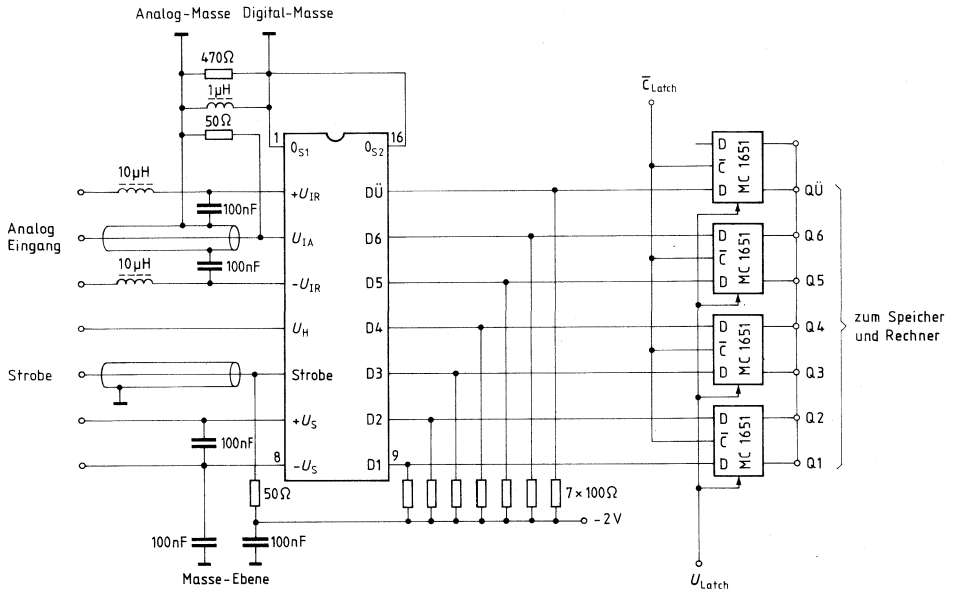 Analog-Masse Digital-Masse
470Ω
1µH
50Ω
C̅Latch
1 16
0S1 0S2
D
C̅
D
MC 1651
10µH
+UIR DÜ QÜ
100nF
Analog
Eingang
UIA D6 D Q6
C̅
MC 1651
100nF
10µH
-UIR D5 D Q5
UH D4 D Q4
C̅
MC 1651
zum Speicher
und Rechner
Strobe Strobe D3 D Q3
+US D2 D Q2
C̅
MC 1651
100nF
8 9
-US D1 D Q1
50Ω
7×100Ω
-2V
100nF 100nF
Masse-Ebene
ULatch